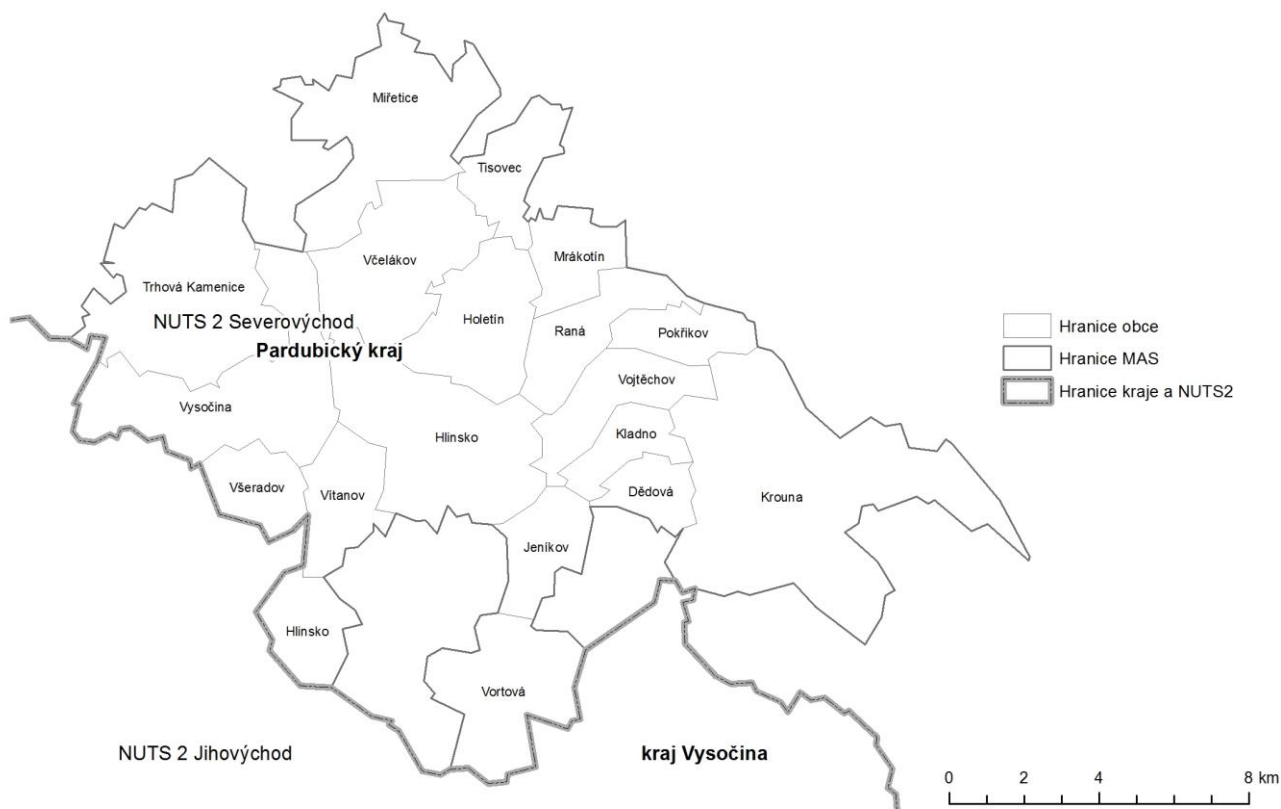 Miřetice
Tisovec
Včelákov
Mrákotín
Trhová Kamenice
NUTS 2 Severovýchod
Holetín
Raná
Pokřikov
Pardubický kraj
Vojtěchov
Vysočina
Hlinsko
Kladno
Všeradov
Vítanov
Dědová
Krouna
Jeníkov
Hlinsko
Vortová
NUTS 2 Jihovýchod
kraj Vysočina
Hranice obce
Hranice MAS
Hranice kraje a NUTS2
0 2 4 8 km